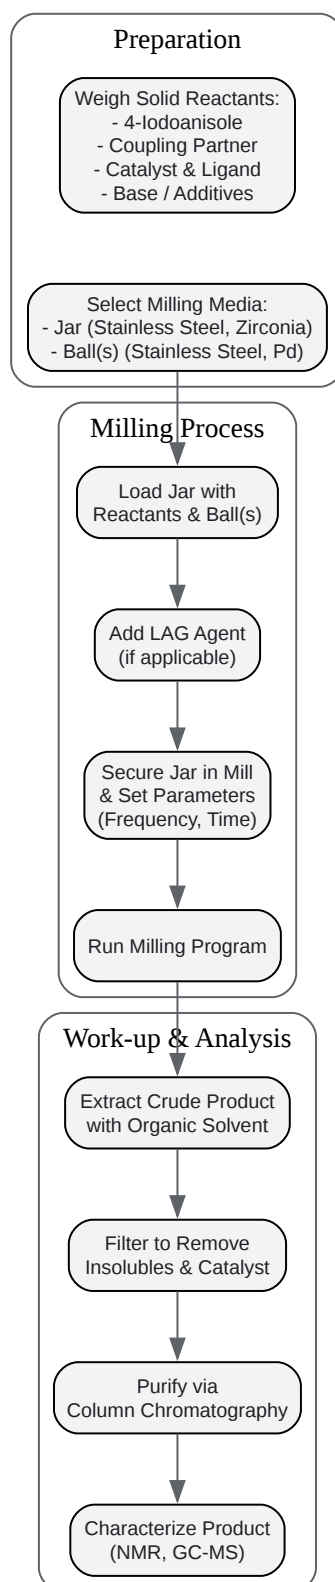 Preparation
Weigh Solid Reactants:
- 4-Iodoanisole
- Coupling Partner
- Catalyst & Ligand
- Base / Additives
Select Milling Media:
- Jar (Stainless Steel, Zirconia)
- Ball(s) (Stainless Steel, Pd)
Milling Process
Load Jar with
Reactants & Ball(s)
Add LAG Agent
(if applicable)
Secure Jar in Mill
& Set Parameters
(Frequency, Time)
Run Milling Program
Work-up & Analysis
Extract Crude Product
with Organic Solvent
Filter to Remove
Insolubles & Catalyst
Purify via
Column Chromatography
Characterize Product
(NMR, GC-MS)